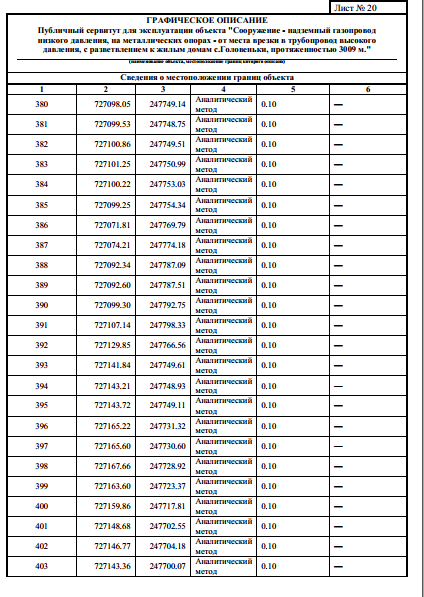 Лист № 20
ГРАФИЧЕСКОЕ ОПИСАНИЕ
Публичный сервитут для эксплуатации объекта "Сооружение - надземный газопровод
низкого давления, на металлических опорах - от места врезки в трубопровод высокого
давления, с разветвлением к жилым домам с.Головеньки, протяженностью 3009 м."
(наименование объекта, местоположение границ которого описано)
Сведения о местоположении границ объекта
1 2 3 4 5 6
380 727098.05 247749.14 Аналитический метод 0.10 —
381 727099.53 247748.75 Аналитический метод 0.10 —
382 727100.86 247749.51 Аналитический метод 0.10 —
383 727101.25 247750.99 Аналитический метод 0.10 —
384 727100.22 247753.03 Аналитический метод 0.10 —
385 727099.25 247754.34 Аналитический метод 0.10 —
386 727071.81 247769.79 Аналитический метод 0.10 —
387 727074.21 247774.18 Аналитический метод 0.10 —
388 727092.34 247787.09 Аналитический метод 0.10 —
389 727092.60 247787.51 Аналитический метод 0.10 —
390 727099.30 247792.75 Аналитический метод 0.10 —
391 727107.14 247798.33 Аналитический метод 0.10 —
392 727129.85 247766.56 Аналитический метод 0.10 —
393 727141.84 247749.61 Аналитический метод 0.10 —
394 727143.21 247748.93 Аналитический метод 0.10 —
395 727143.72 247749.11 Аналитический метод 0.10 —
396 727165.22 247731.32 Аналитический метод 0.10 —
397 727165.60 247730.60 Аналитический метод 0.10 —
398 727167.66 247728.92 Аналитический метод 0.10 —
399 727163.60 247723.37 Аналитический метод 0.10 —
400 727159.86 247717.81 Аналитический метод 0.10 —
401 727148.68 247702.55 Аналитический метод 0.10 —
402 727146.77 247704.18 Аналитический метод 0.10 —
403 727143.36 247700.07 Аналитический метод 0.10 —